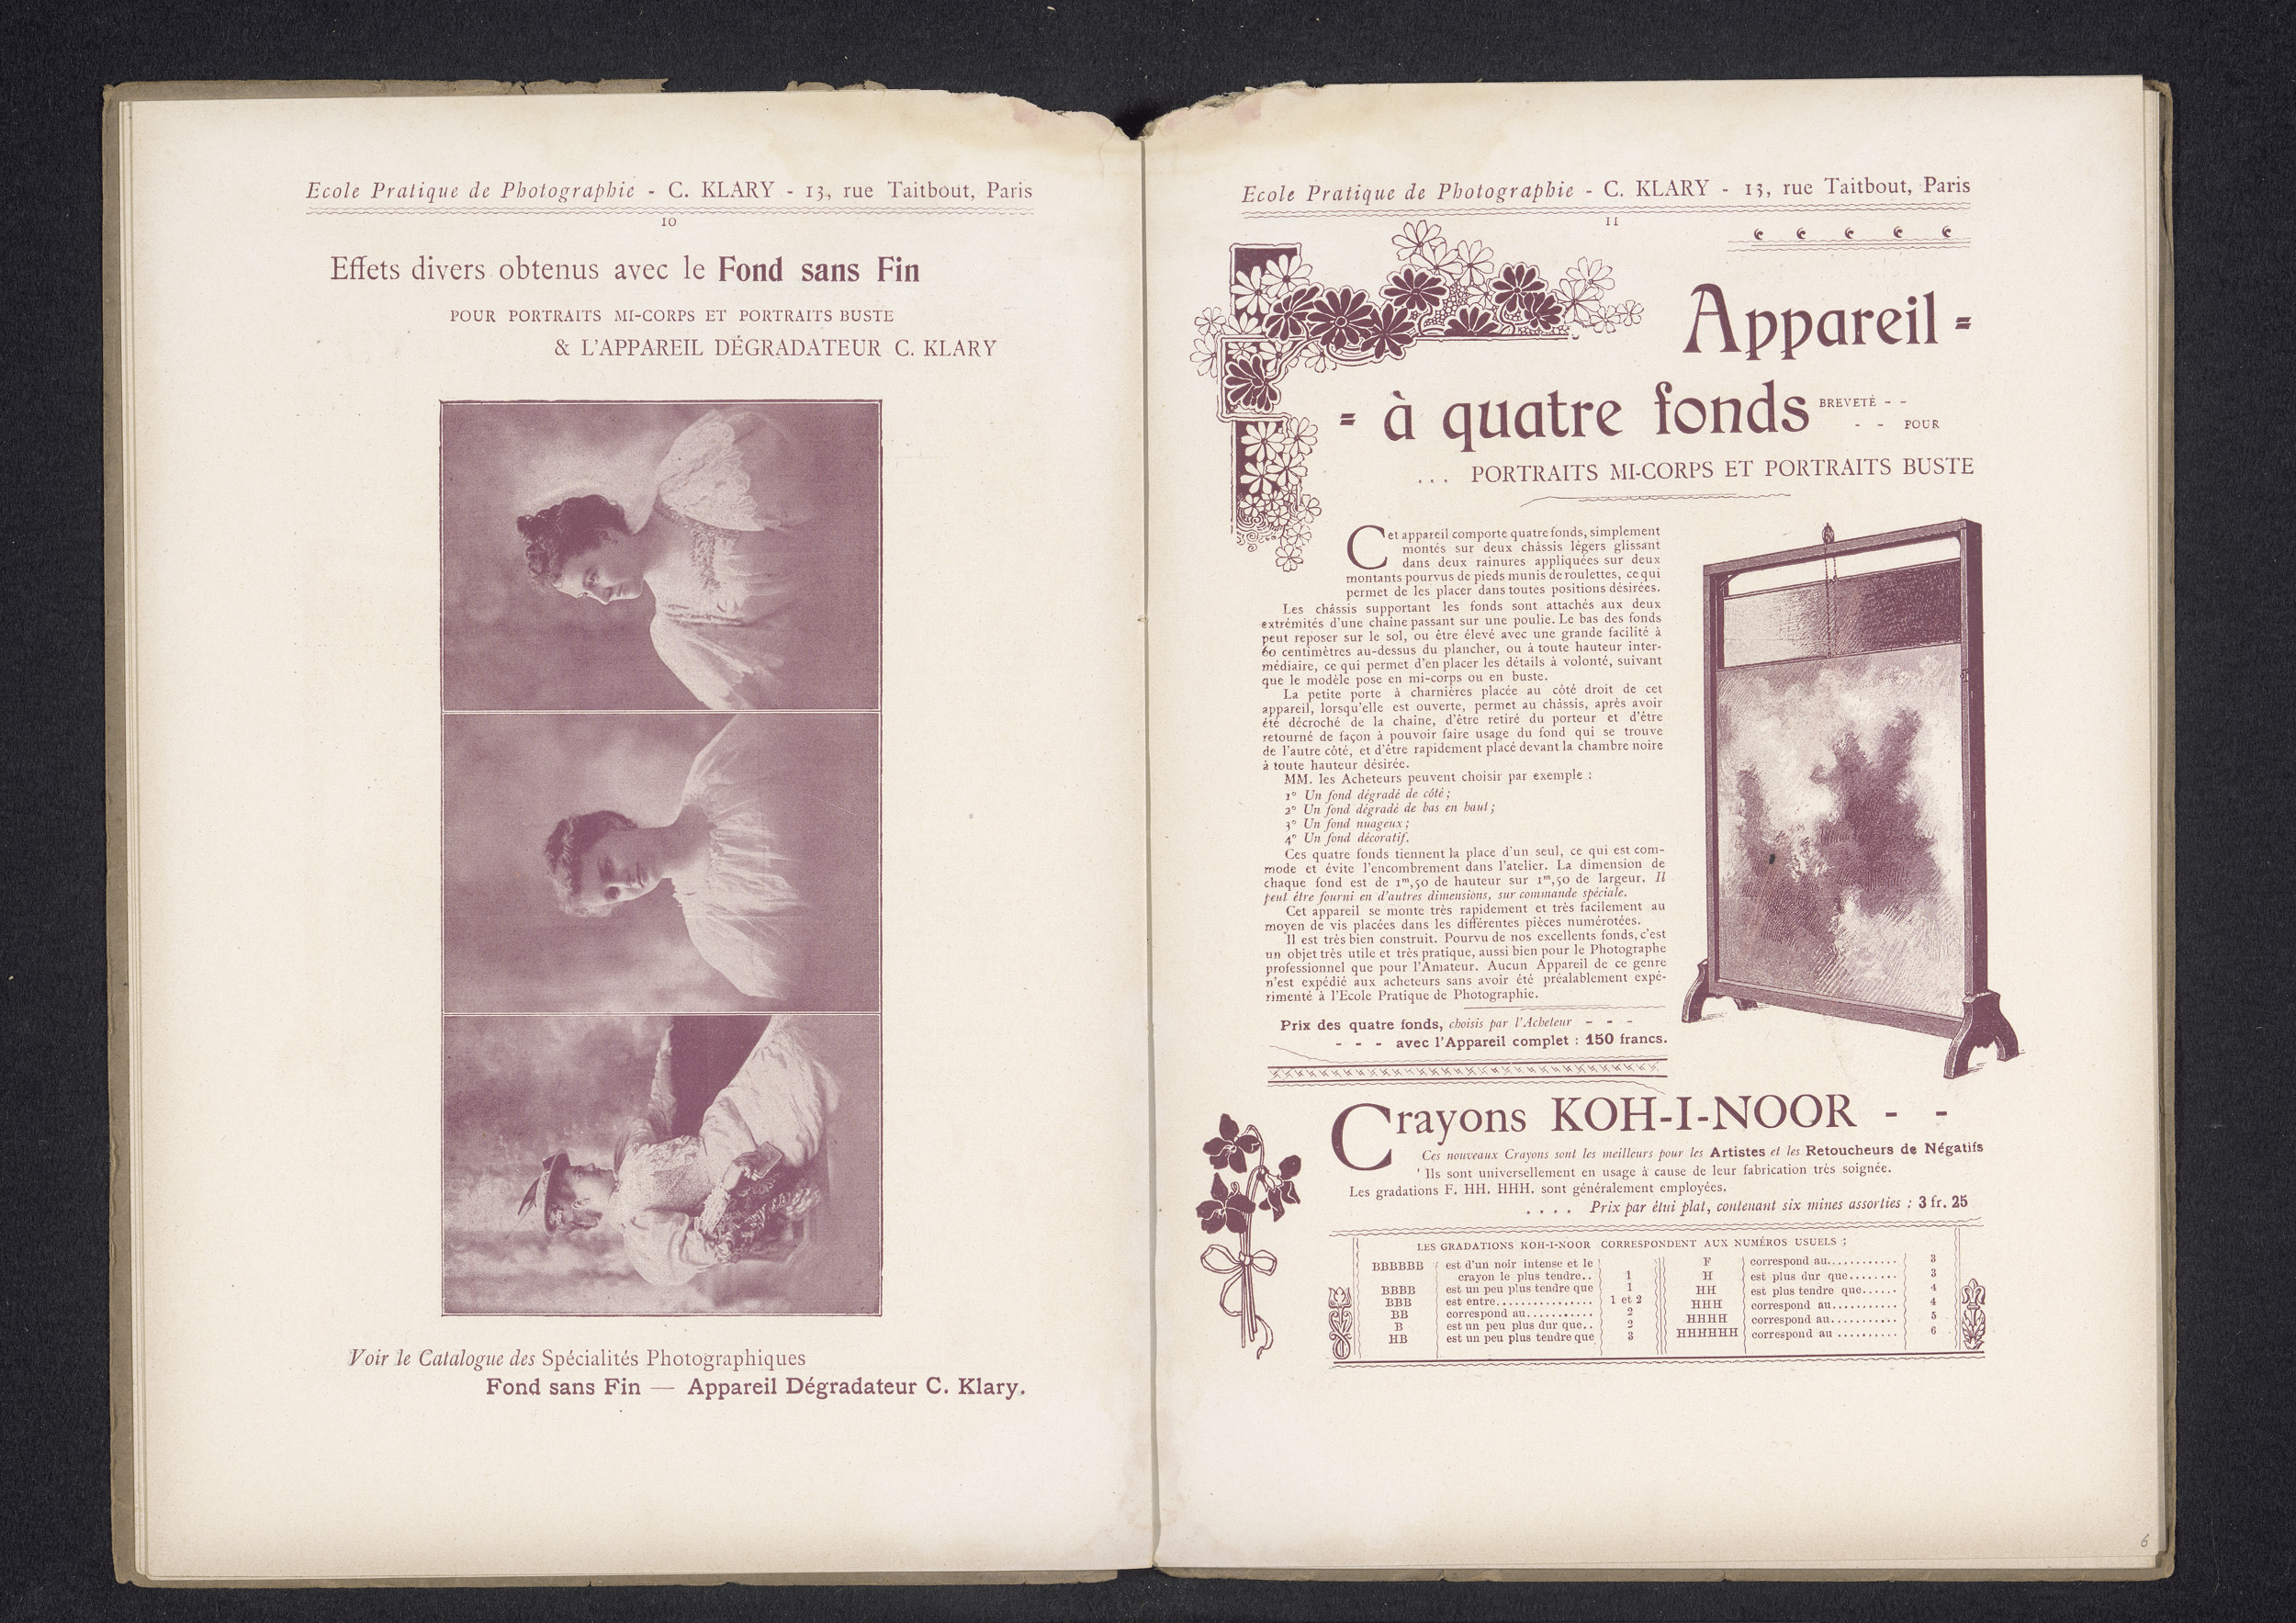 Ecole Pratique de Photographie - C. KLARY - 13, rue Taitbout, Paris
10
Effets divers obtenus avec le Fond sans Fin
POUR PORTRAITS MI-CORPS ET PORTRAITS BUSTE
& L'APPAREIL DÉGRADATEUR C. KLARY
Voir le Catalogue des Spécialités Photographiques
Fond sans Fin — Appareil Dégradateur C. Klary.
Ecole Pratique de Photographie - C. KLARY - 13, rue Taitbout, Paris
11
Appareil =
= à quatre fonds BREVETÉ - -
- - POUR
... PORTRAITS MI-CORPS ET PORTRAITS BUSTE
Cet appareil comporte quatre fonds, simplement
montés sur deux châssis légers glissant
dans deux rainures appliquées sur deux
montants pourvus de pieds munis de roulettes, ce qui
permet de les placer dans toutes positions désirées.
Les châssis supportant les fonds sont attachés aux deux
extrémités d'une chaîne passant sur une poulie. Le bas des fonds
peut reposer sur le sol, ou être élevé avec une grande facilité à
60 centimètres au-dessus du plancher, ou à toute hauteur inter-
médiaire, ce qui permet d'en placer les détails à volonté, suivant
que le modèle pose en mi-corps ou en buste.
La petite porte à charnières placée au côté droit de cet
appareil, lorsqu'elle est ouverte, permet au châssis, après avoir
été décroché de la chaîne, d'être retiré du porteur et d'être
retourné de façon à pouvoir faire usage du fond qui se trouve
de l'autre côté, et d'être rapidement placé devant la chambre noire
à toute hauteur désirée.
MM. les Acheteurs peuvent choisir par exemple :
1° Un fond dégradé de côté ;
2° Un fond dégradé de bas en haut ;
3° Un fond nuageux ;
4° Un fond décoratif.
Ces quatre fonds tiennent la place d'un seul, ce qui est com-
mode et évite l'encombrement dans l'atelier. La dimension de
chaque fond est de 1m,50 de hauteur sur 1m,50 de largeur. Il
peut être fourni en d'autres dimensions, sur commande spéciale.
Cet appareil se monte très rapidement et très facilement au
moyen de vis placées dans les différentes pièces numérotées.
Il est très bien construit. Pourvu de nos excellents fonds, c'est
un objet très utile et très pratique, aussi bien pour le Photographe
professionnel que pour l'Amateur. Aucun Appareil de ce genre
n'est expédié aux acheteurs sans avoir été préalablement expé-
rimenté à l'Ecole Pratique de Photographie.
Prix des quatre fonds, choisis par l'Acheteur - - -
- - - avec l'Appareil complet : 150 francs.
Crayons KOH-I-NOOR - -
Ces nouveaux Crayons sont les meilleurs pour les Artistes et les Retoucheurs de Négatifs
Ils sont universellement en usage à cause de leur fabrication très soignée.
Les gradations F. HH. HHH. sont généralement employées.
.... Prix par étui plat, contenant six mines assorties : 3 fr. 25
LES GRADATIONS KOH-I-NOOR CORRESPONDENT AUX NUMÉROS USUELS :
BBBBBB est d'un noir intense et le
crayon le plus tendre.. 1
BBBB est un peu plus tendre que 1
BBB est entre............... 1 et 2
BB correspond au.......... 2
B est un peu plus dur que.. 2
HB est un peu plus tendre que 3
F correspond au............ 3
H est plus dur que........ 3
HH est plus tendre que...... 4
HHH correspond au........... 4
HHHH correspond au........... 5
HHHHHH correspond au .......... 6
6